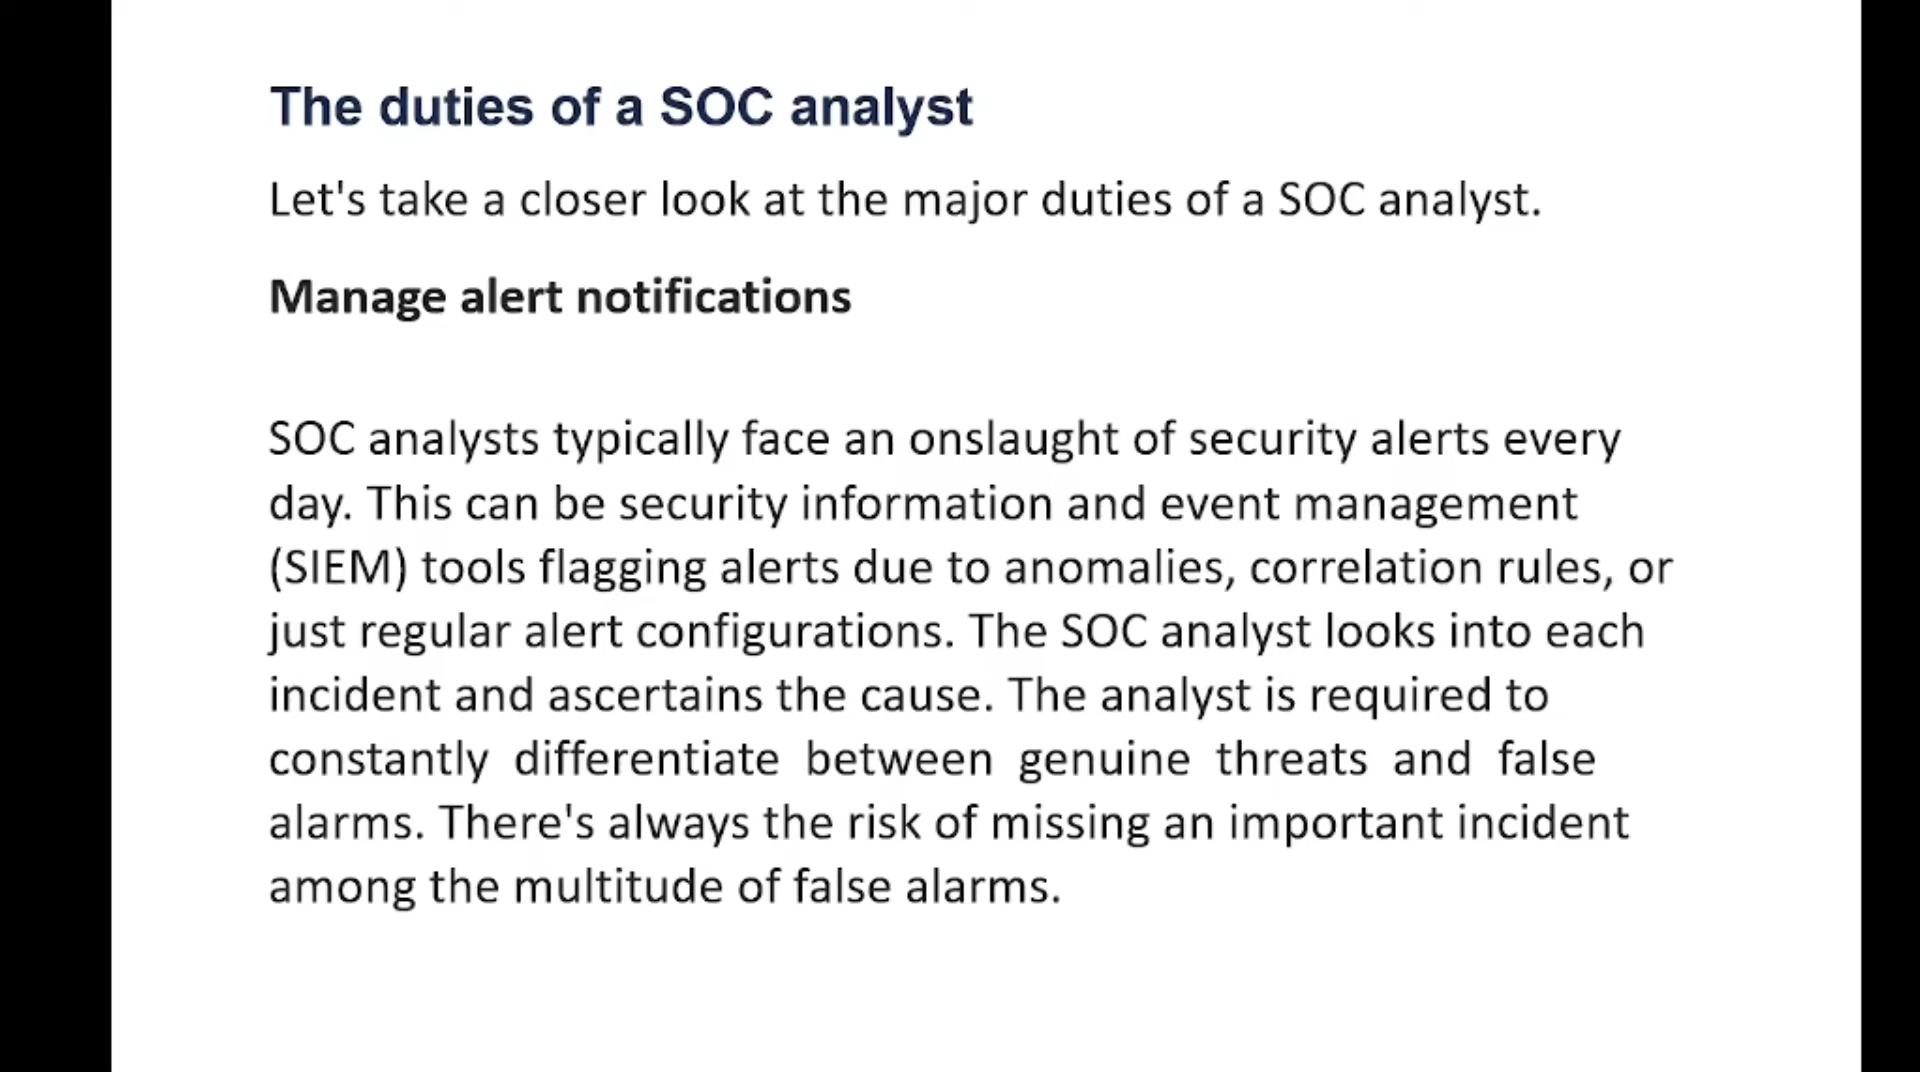 The duties of a SOC analyst
Let's take a closer look at the major duties of a SOC analyst.
Manage alert notifications
SOC analysts typically face an onslaught of security alerts every
day. This can be security information and event management
(SIEM) tools flagging alerts due to anomalies, correlation rules, or
just regular alert configurations. The SOC analyst looks into each
incident and ascertains the cause. The analyst is required to
constantly differentiate between genuine threats and false
alarms. There's always the risk of missing an important incident
among the multitude of false alarms.